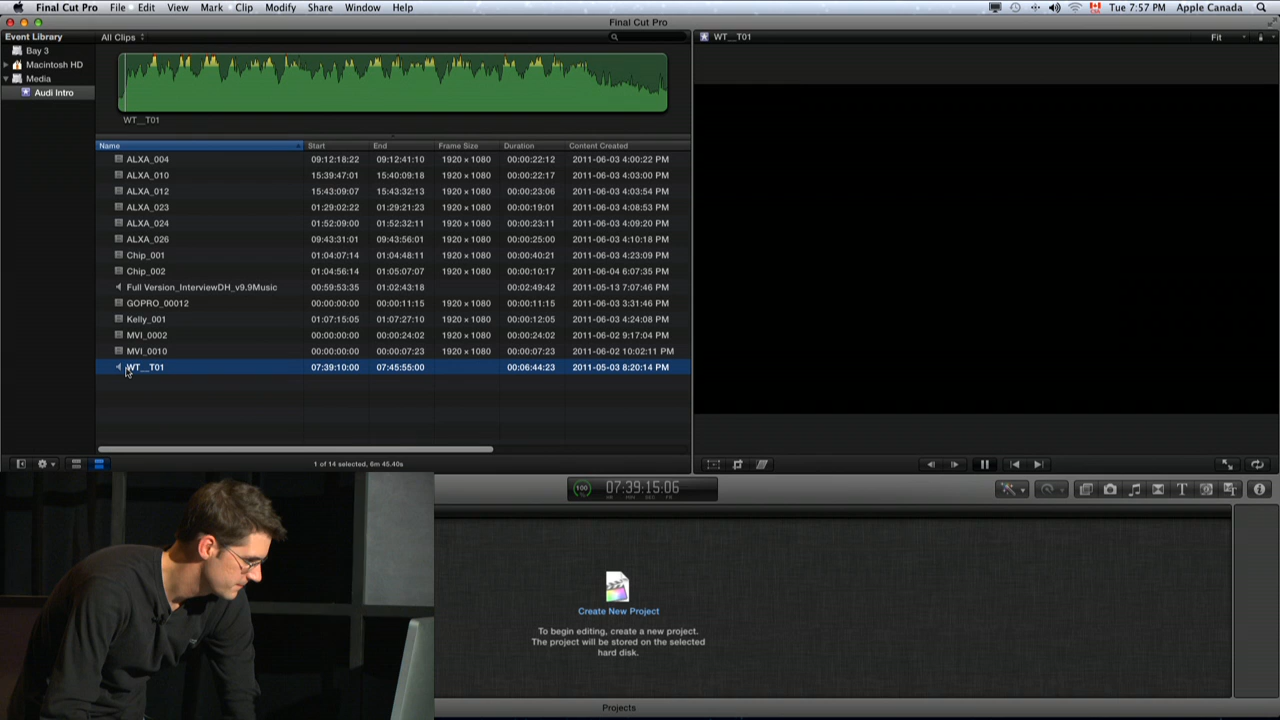 Final Cut Pro File Edit View Mark Clip Modify Share Window Help Tue 7:57 PM Apple Canada
Final Cut Pro
Event Library All Clips WT__T01 Fit
Bay 3
Macintosh HD
Media
Audi Intro
WT__T01
Name Start End Frame Size Duration Content Created
ALXA_004 09:12:18:22 09:12:41:10 1920 × 1080 00:00:22:12 2011-06-03 4:00:22 PM
ALXA_010 15:39:47:01 15:40:09:18 1920 × 1080 00:00:22:17 2011-06-03 4:03:00 PM
ALXA_012 15:43:09:07 15:43:32:13 1920 × 1080 00:00:23:06 2011-06-03 4:03:54 PM
ALXA_023 01:29:02:22 01:29:21:23 1920 × 1080 00:00:19:01 2011-06-03 4:08:53 PM
ALXA_024 01:52:09:00 01:52:32:11 1920 × 1080 00:00:23:11 2011-06-03 4:09:20 PM
ALXA_026 09:43:31:01 09:43:56:01 1920 × 1080 00:00:25:00 2011-06-03 4:10:18 PM
Chip_001 01:04:07:14 01:04:48:11 1920 × 1080 00:00:40:21 2011-06-03 4:23:09 PM
Chip_002 01:04:56:14 01:05:07:07 1920 × 1080 00:00:10:17 2011-06-04 6:07:35 PM
Full Version_InterviewDH_v9.9Music 00:59:53:35 01:02:43:18 00:02:49:42 2011-05-13 7:07:46 PM
GOPRO_00012 00:00:00:00 00:00:11:15 1920 × 1080 00:00:11:15 2011-06-03 3:31:46 PM
Kelly_001 01:07:15:05 01:07:27:10 1920 × 1080 00:00:12:05 2011-06-03 4:24:08 PM
MVI_0002 00:00:00:00 00:00:24:02 1920 × 1080 00:00:24:02 2011-06-02 9:17:04 PM
MVI_0010 00:00:00:00 00:00:07:23 1920 × 1080 00:00:07:23 2011-06-02 10:02:11 PM
WT__T01 07:39:10:00 07:45:55:00 00:06:44:23 2011-05-03 8:20:14 PM
1 of 14 selected, 6m 45.40s
100 07:39:15:06
Create New Project
To begin editing, create a new project.
The project will be stored on the selected
hard disk.
Projects